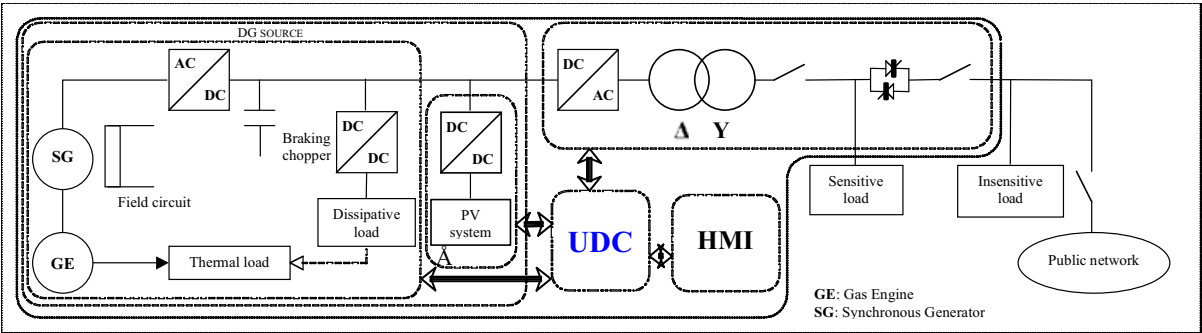 DG SOURCE
AC
DC
DC
AC
Δ Y
Braking
chopper
DC
DC
DC
DC
SG
Field circuit
Dissipative
load
PV
system
Å
UDC
HMI
Sensitive
load
Insensitive
load
GE
Thermal load
Public network
GE: Gas Engine
SG: Synchronous Generator